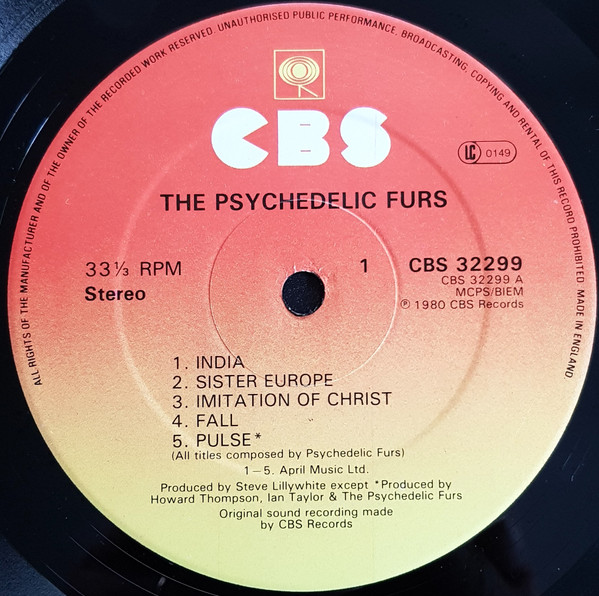 ALL RIGHTS OF THE MANUFACTURER AND OF THE OWNER OF THE RECORDED WORK RESERVED. UNAUTHORISED PUBLIC PERFORMANCE, BROADCASTING, COPYING AND RENTAL OF THIS RECORD PROHIBITED. MADE IN ENGLAND
CBS
LC 0149
THE PSYCHEDELIC FURS
33⅓ RPM
Stereo
1
CBS 32299
CBS 32299 A
MCPS/BIEM
℗ 1980 CBS Records
1. INDIA
2. SISTER EUROPE
3. IMITATION OF CHRIST
4. FALL
5. PULSE*
(All titles composed by Psychedelic Furs)
1–5. April Music Ltd.
Produced by Steve Lillywhite except *Produced by
Howard Thompson, Ian Taylor & The Psychedelic Furs
Original sound recording made
by CBS Records